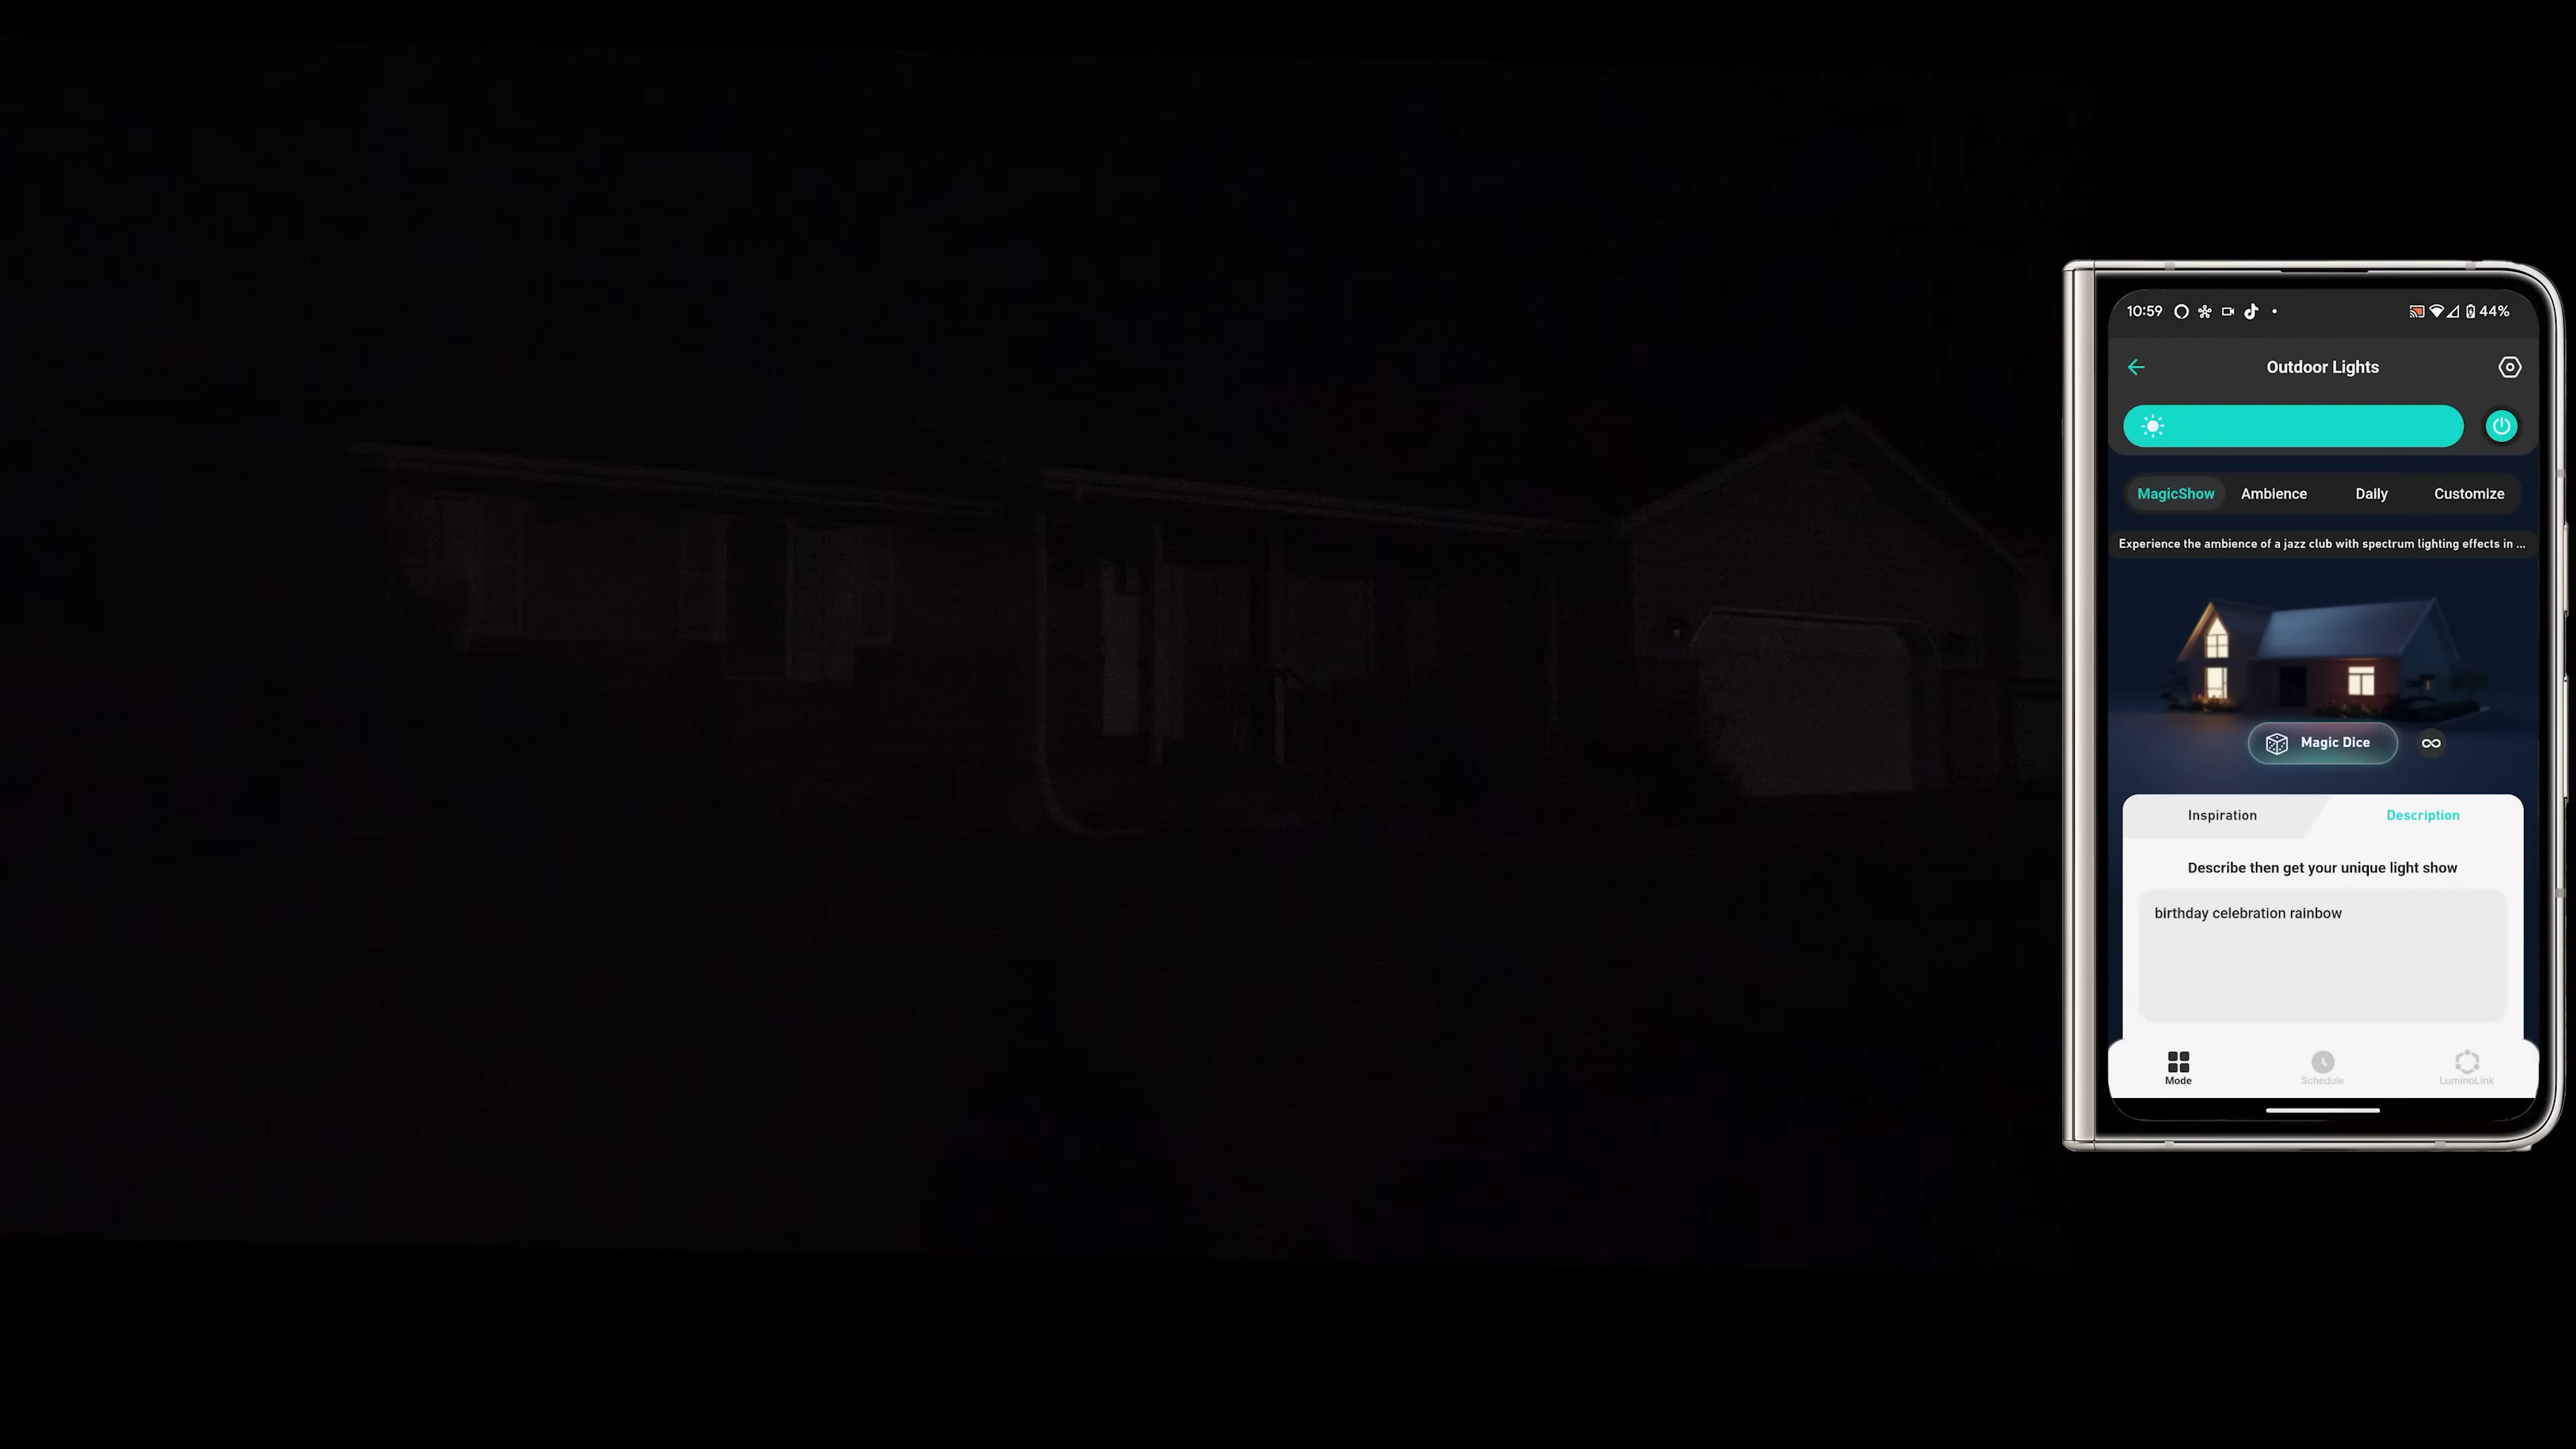 10:59
44%
Outdoor Lights
MagicShow
Ambience
Daily
Customize
Experience the ambience of a jazz club with spectrum lighting effects in ...
Magic Dice
Inspiration
Description
Describe then get your unique light show
birthday celebration rainbow
Mode
Schedule
LuminoLink